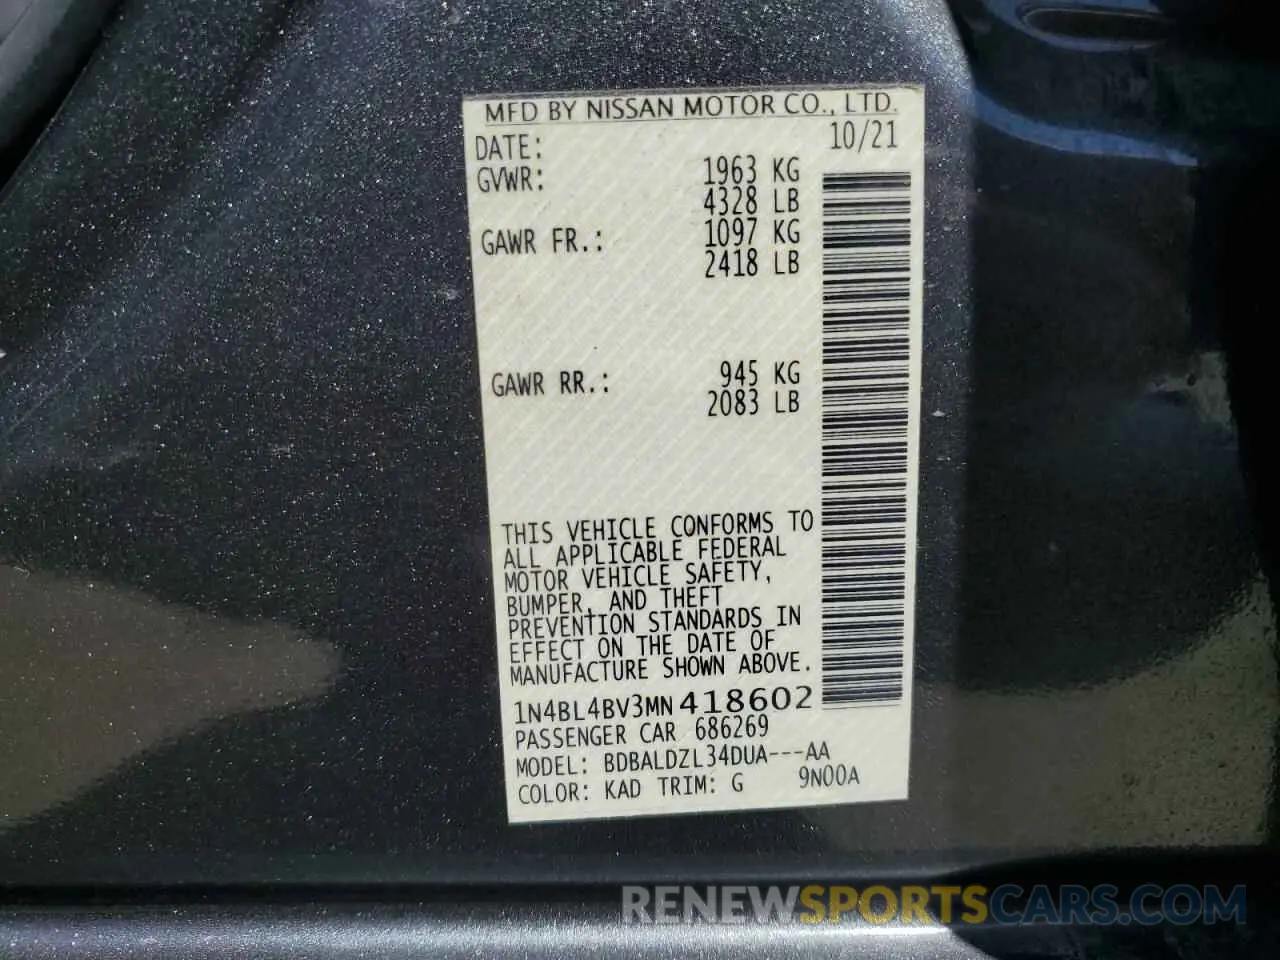 MFD BY NISSAN MOTOR CO., LTD.
DATE: 10/21
GVWR: 1963 KG
4328 LB
GAWR FR.: 1097 KG
2418 LB
GAWR RR.: 945 KG
2083 LB
THIS VEHICLE CONFORMS TO
ALL APPLICABLE FEDERAL
MOTOR VEHICLE SAFETY,
BUMPER, AND THEFT
PREVENTION STANDARDS IN
EFFECT ON THE DATE OF
MANUFACTURE SHOWN ABOVE.
1N4BL4BV3MN418602
PASSENGER CAR 686269
MODEL: BDBALDZL34DUA---AA
COLOR: KAD TRIM: G 9N00A
RENEWSPORTSCARS.COM